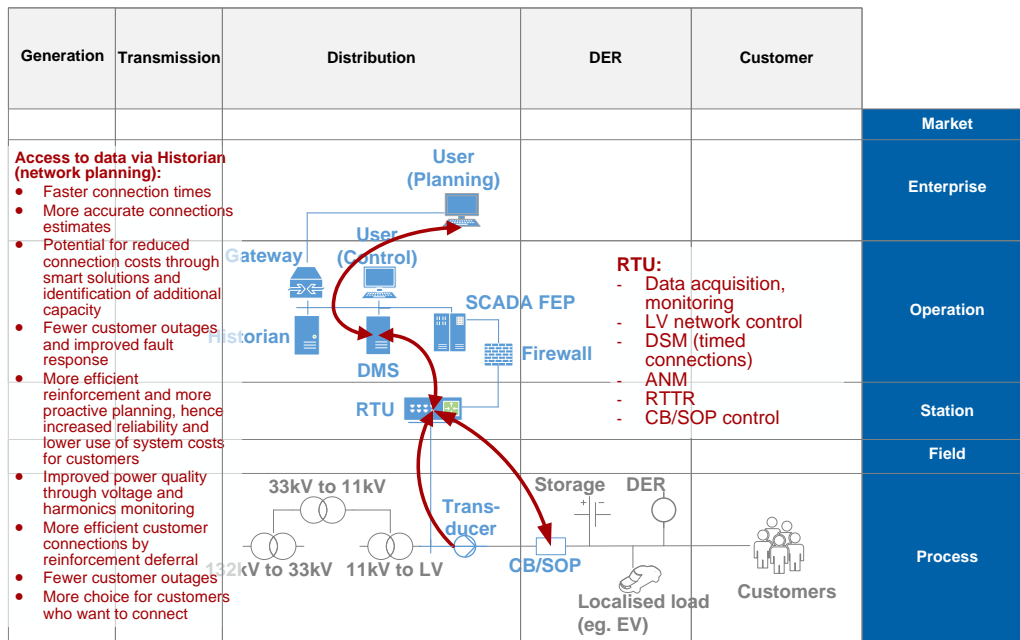 Generation
Transmission
Distribution
DER
Customer
Market
Enterprise
Operation
Station
Field
Process
Access to data via Historian
(network planning):
• Faster connection times
• More accurate connections
estimates
• Potential for reduced
connection costs through
smart solutions and
identification of additional
capacity
• Fewer customer outages
and improved fault
response
• More efficient
reinforcement and more
proactive planning, hence
increased reliability and
lower use of system costs
for customers
• Improved power quality
through voltage and
harmonics monitoring
• More efficient customer
connections by
reinforcement deferral
• Fewer customer outages
• More choice for customers
who want to connect
User
(Planning)
User
(Control)
Gateway
SCADA FEP
Historian
DMS
Firewall
RTU
RTU:
- Data acquisition,
monitoring
- LV network control
- DSM (timed
connections)
- ANM
- RTTR
- CB/SOP control
33kV to 11kV
Trans-
ducer
Storage
DER
132kV to 33kV
11kV to LV
CB/SOP
Localised load
(eg. EV)
Customers